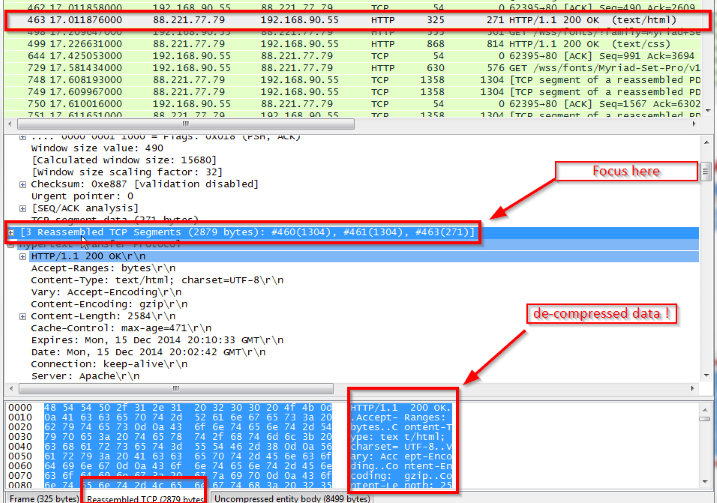 462 17.011858000 192.168.90.55 88.221.77.79 TCP 54 0 62395→80 [ACK] Seq=490 Ack=2609
463 17.011876000 88.221.77.79 192.168.90.55 HTTP 325 271 HTTP/1.1 200 OK (text/html)
499 17.226631000 88.221.77.79 192.168.90.55 HTTP 868 814 HTTP/1.1 200 OK (text/css)
644 17.425053000 192.168.90.55 88.221.77.79 TCP 54 0 62395→80 [ACK] Seq=991 Ack=3694
729 17.581434000 192.168.90.55 88.221.77.79 HTTP 630 576 GET /wss/fonts/Myriad-Set-Pro/v1
748 17.608193000 88.221.77.79 192.168.90.55 TCP 1358 1304 [TCP segment of a reassembled PD
749 17.609967000 88.221.77.79 192.168.90.55 TCP 1358 1304 [TCP segment of a reassembled PD
750 17.610016000 192.168.90.55 88.221.77.79 TCP 54 0 62395→80 [ACK] Seq=1567 Ack=6302
751 17.611651000 88.221.77.79 192.168.90.55 TCP 1358 1304 [TCP segment of a reassembled PD
.... 0000 0001 1000 = Flags: 0x018 (PSH, ACK)
Window size value: 490
[Calculated window size: 15680]
[Window size scaling factor: 32]
Checksum: 0xe887 [validation disabled]
Urgent pointer: 0
[SEQ/ACK analysis]
TCP segment data (271 bytes)
Focus here
[3 Reassembled TCP Segments (2879 bytes): #460(1304), #461(1304), #463(271)]
Hypertext Transfer Protocol
HTTP/1.1 200 OK\r\n
Accept-Ranges: bytes\r\n
Content-Type: text/html; charset=UTF-8\r\n
Vary: Accept-Encoding\r\n
Content-Encoding: gzip\r\n
Content-Length: 2584\r\n
Cache-Control: max-age=471\r\n
Expires: Mon, 15 Dec 2014 20:10:33 GMT\r\n
Date: Mon, 15 Dec 2014 20:02:42 GMT\r\n
Connection: keep-alive\r\n
Server: Apache\r\n
de-compressed data !
0000 48 54 54 50 2f 31 2e 31 20 32 30 30 20 4f 4b 0d HTTP/1.1 200 OK.
0010 0a 41 63 63 65 70 74 2d 52 61 6e 67 65 73 3a 20 .Accept- Ranges:
0020 62 79 74 65 73 0d 0a 43 6f 6e 74 65 6e 74 2d 54 bytes..C ontent-T
0030 79 70 65 3a 20 74 65 78 74 2f 68 74 6d 6c 3b 20 ype: tex t/html;
0040 63 68 61 72 73 65 74 3d 55 54 46 2d 38 0d 0a 56 charset= UTF-8..V
0050 61 72 79 3a 20 41 63 63 65 70 74 2d 45 6e 63 6f ary: Acc ept-Enco
0060 64 69 6e 67 0d 0a 43 6f 6e 74 65 6e 74 2d 45 6e ding..Co ntent-En
0070 63 6f 64 69 6e 67 3a 20 67 7a 69 70 0d 0a 43 6f coding: gzip..Co
0080 6e 74 65 6e 74 2d 4c 65 6e 67 74 68 3a 20 32 35 ntent-Le ngth: 25
Frame (325 bytes) Reassembled TCP (2879 bytes Uncompressed entity body (8499 bytes)